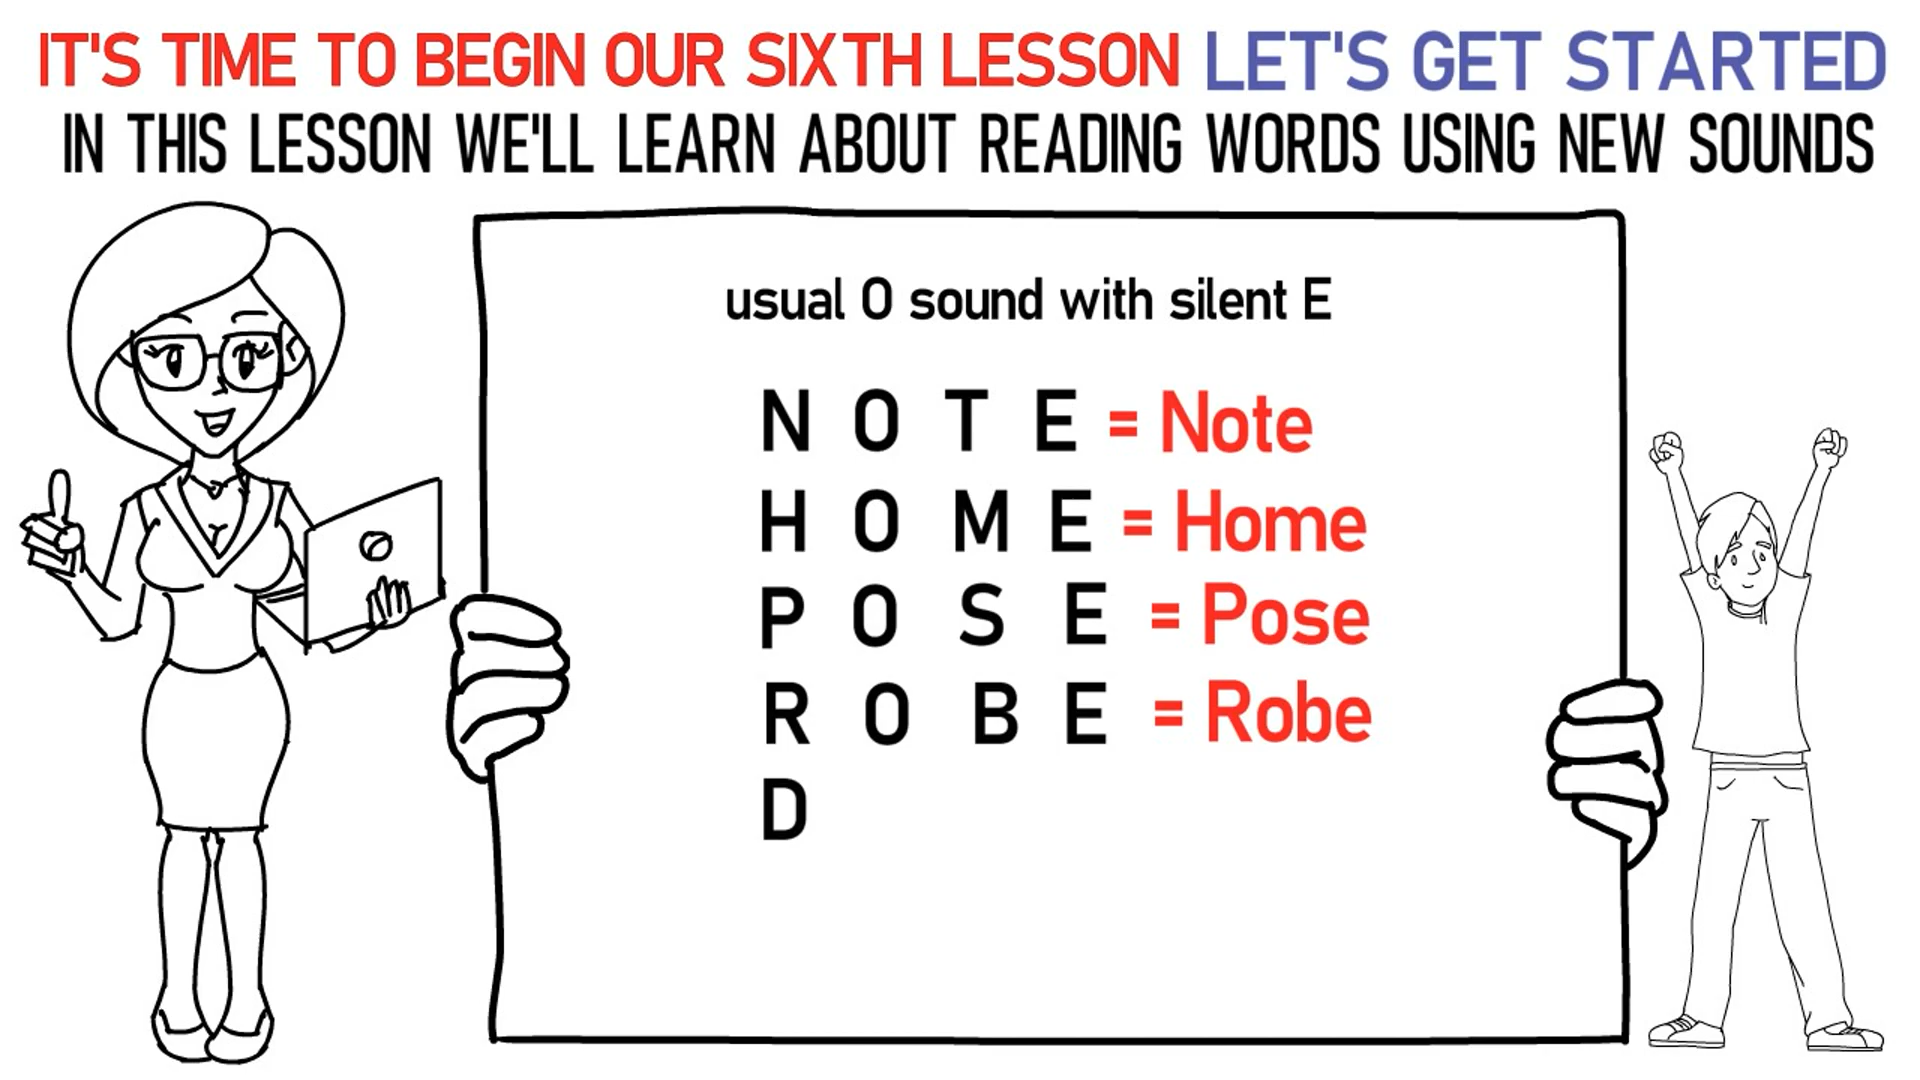 IT'S TIME TO BEGIN OUR SIXTH LESSON LET'S GET STARTED
IN THIS LESSON WE'LL LEARN ABOUT READING WORDS USING NEW SOUNDS
usual O sound with silent E
N O T E = Note
H O M E = Home
P O S E = Pose
R O B E = Robe
D